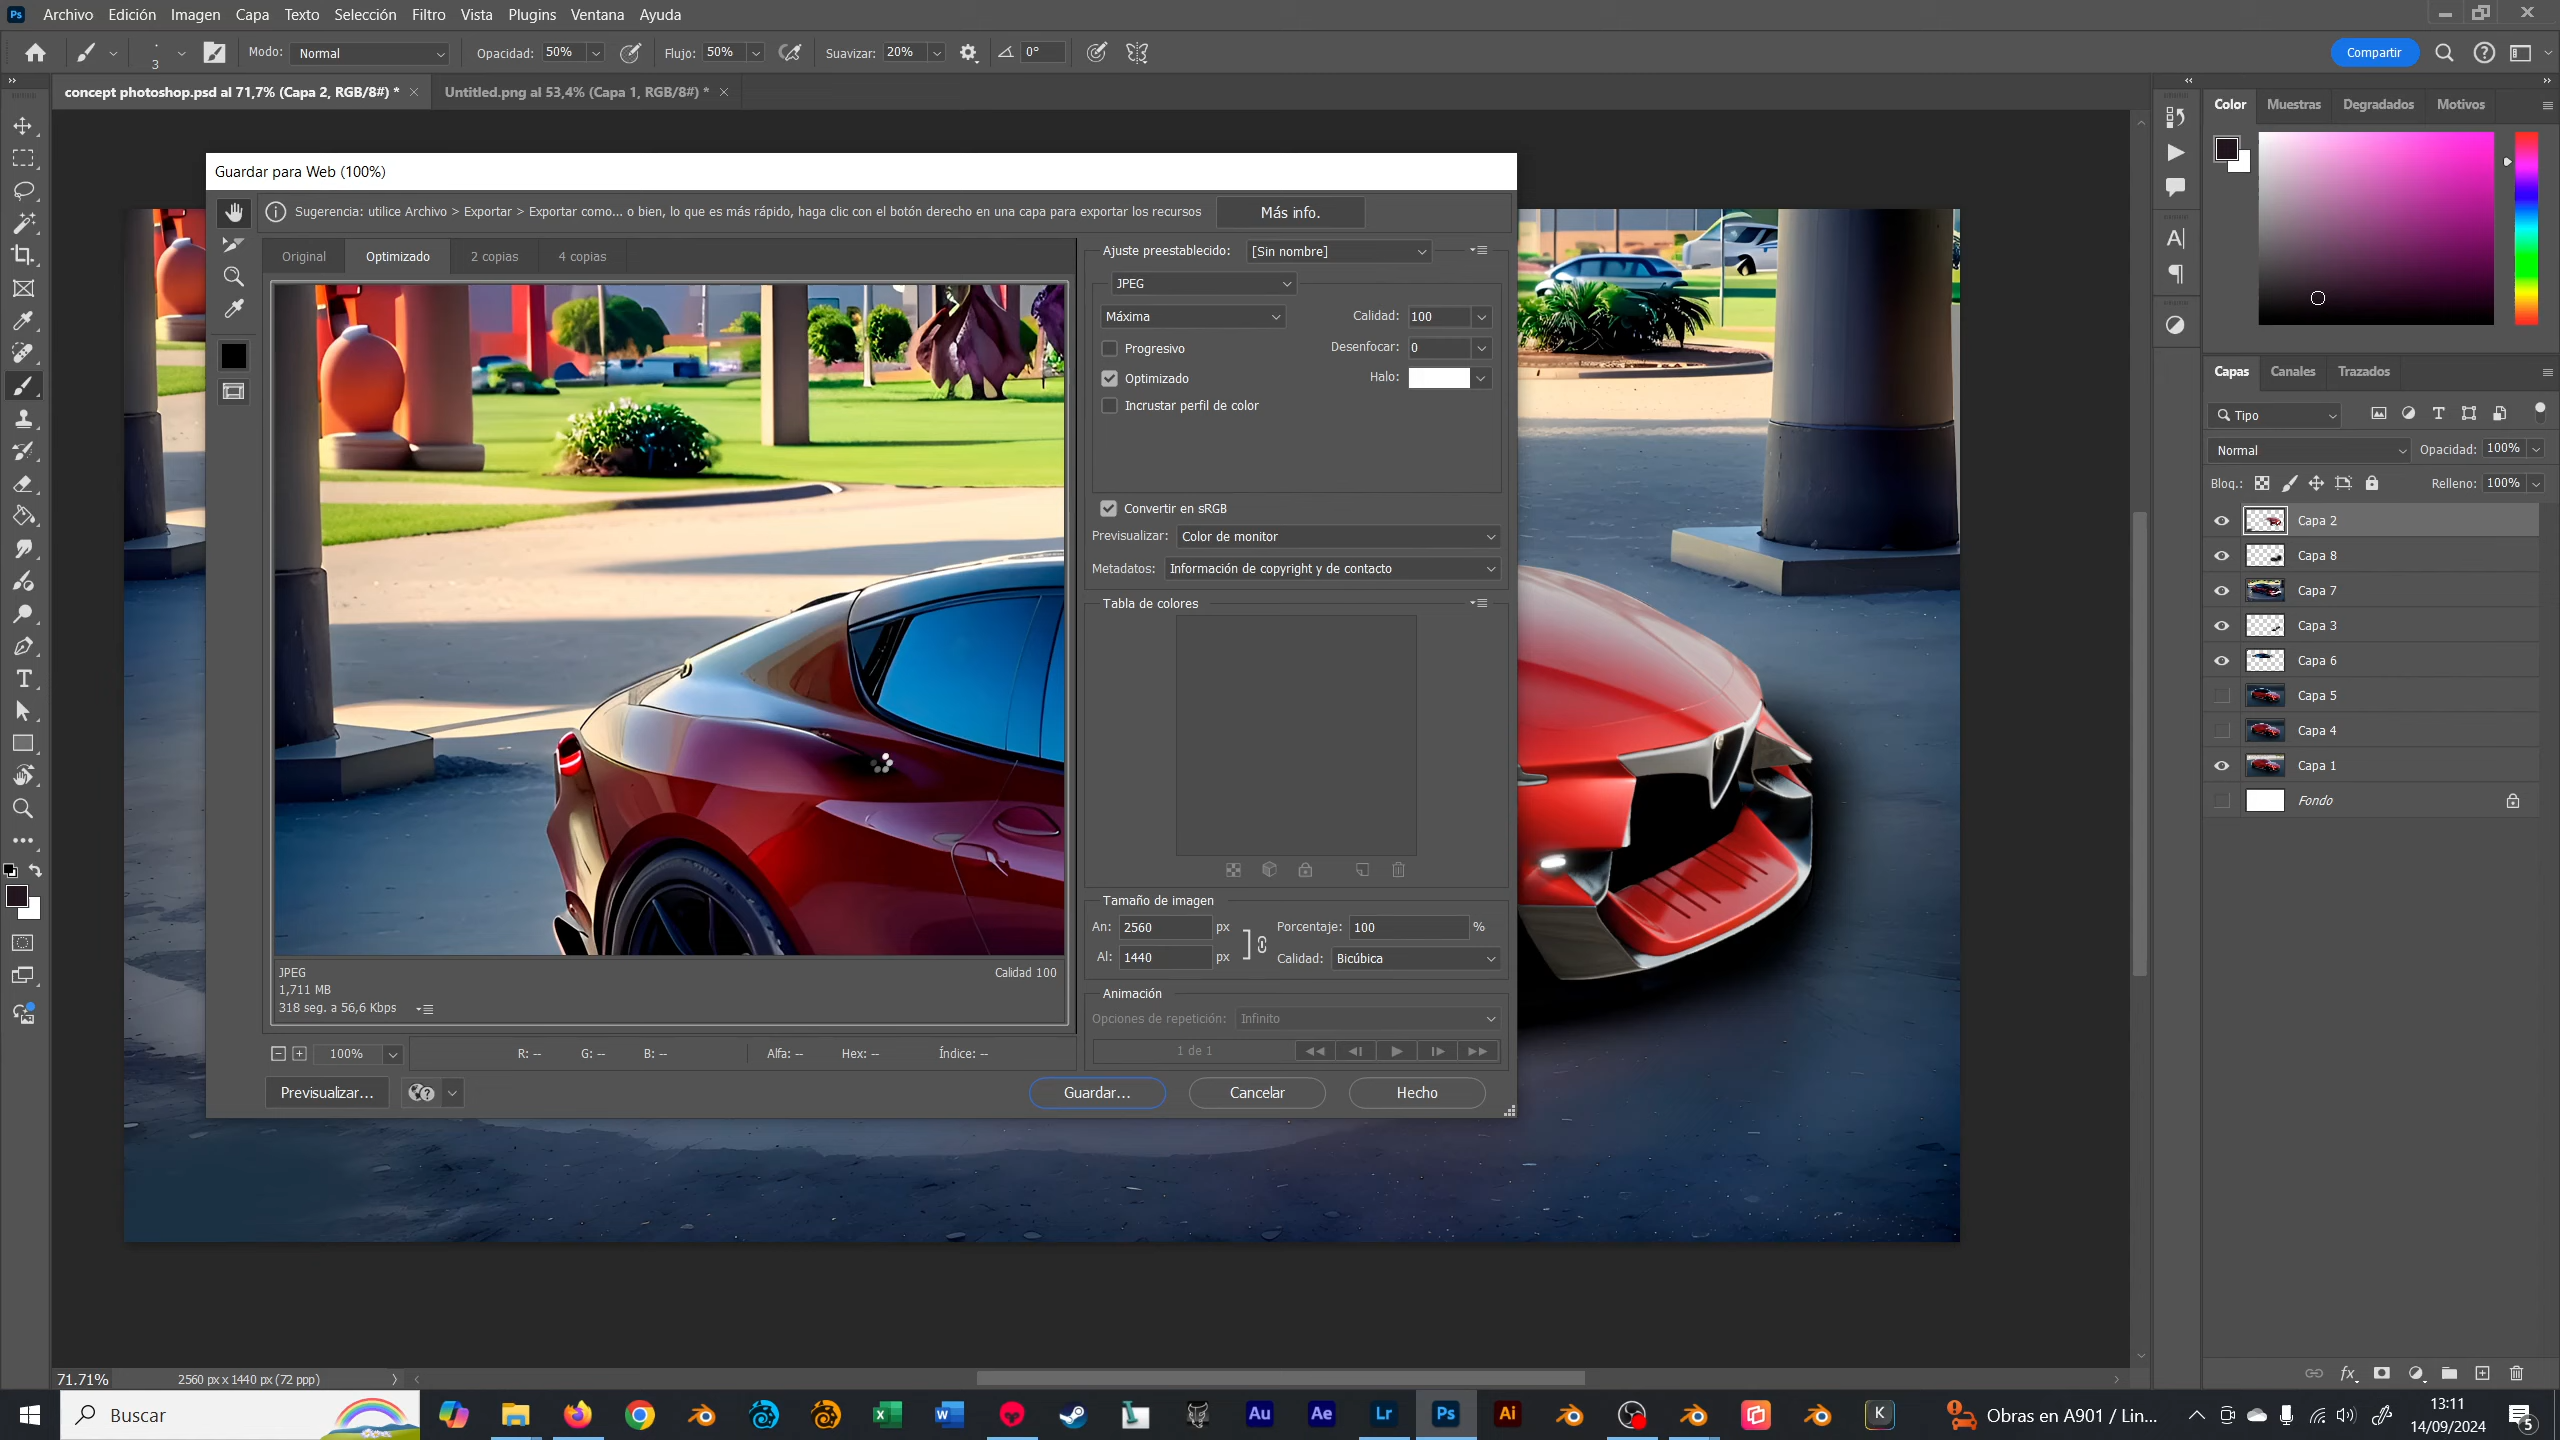 Ps Archivo Edición Imagen Capa Texto Selección Filtro Vista Plugins Ventana Ayuda
3 Modo: Normal Opacidad: 50% Flujo: 50% Suavizar: 20% 0° Compartir
concept photoshop.psd al 71,7% (Capa 2, RGB/8#) * Untitled.png al 53,4% (Capa 1, RGB/8#) *
Color Muestras Degradados Motivos
Guardar para Web (100%)
Sugerencia: utilice Archivo > Exportar > Exportar como... o bien, lo que es más rápido, haga clic con el botón derecho en una capa para exportar los recursos Más info.
Original Optimizado 2 copias 4 copias
Ajuste preestablecido: [Sin nombre]
JPEG
Máxima Calidad: 100
Progresivo Desenfocar: 0
Optimizado Halo:
Incrustar perfil de color
Convertir en sRGB
Previsualizar: Color de monitor
Metadatos: Información de copyright y de contacto
Tabla de colores
Tamaño de imagen
An: 2560 px Porcentaje: 100 %
Al: 1440 px Calidad: Bicúbica
Animación
Opciones de repetición: Infinito
1 de 1
JPEG Calidad 100
1,711 MB
318 seg. a 56,6 Kbps
100% R: -- G: -- B: -- Alfa: -- Hex: -- Índice: --
Previsualizar... Guardar... Cancelar Hecho
Capas Canales Trazados
Tipo
Normal Opacidad: 100%
Bloq.: Relleno: 100%
Capa 2
Capa 8
Capa 7
Capa 3
Capa 6
Capa 5
Capa 4
Capa 1
Fondo
fx
71.71% 2560 px x 1440 px (72 ppp)
Buscar Au Ae Lr Ps Ai K Obras en A901 / Lin... 13:11
14/09/2024 5